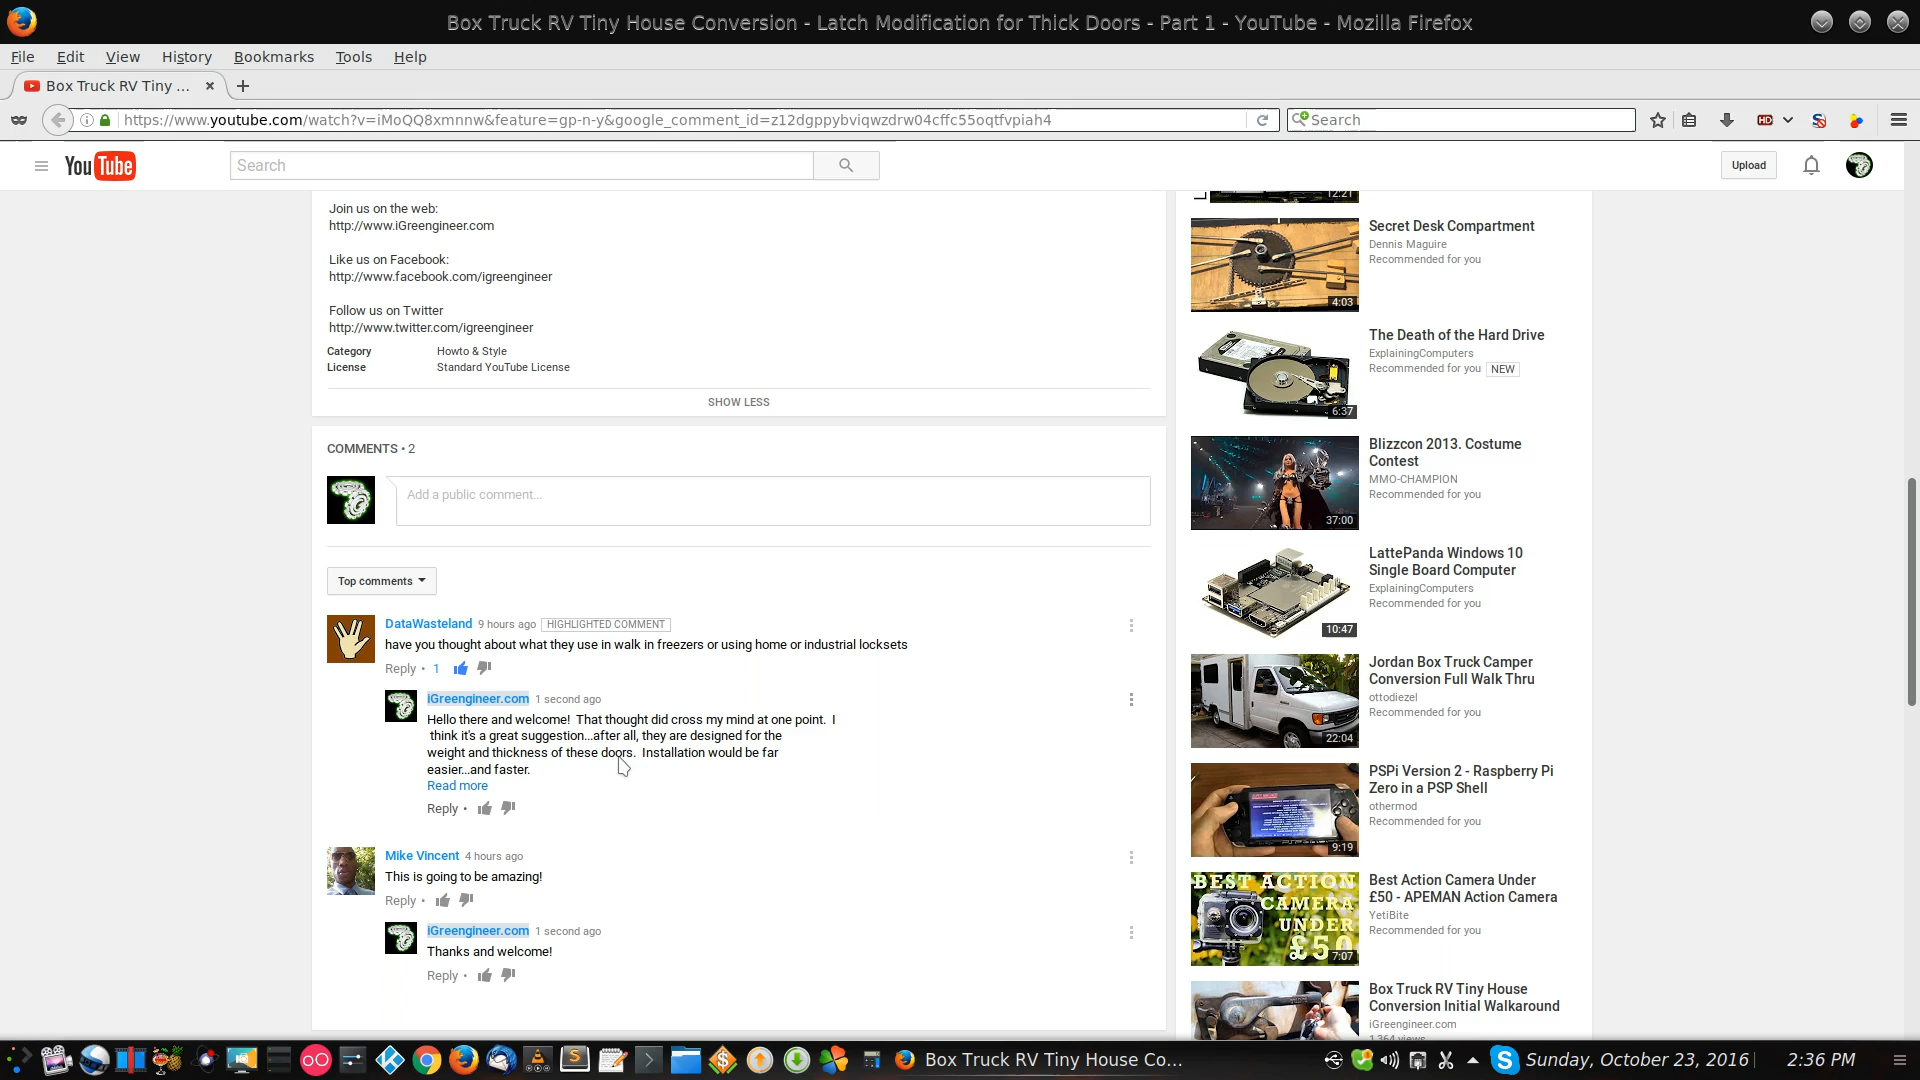 Box Truck RV Tiny House Conversion - Latch Modification for Thick Doors - Part 1 - YouTube - Mozilla Firefox
File Edit View History Bookmarks Tools Help
Box Truck RV Tiny ...
https://www.youtube.com/watch?v=iMoQQ8xmnnw&feature=gp-n-y&google_comment_id=z12dgppybviqwzdrw04cffc55oqtfvpiah4
Search
HD
YouTube
Search
Upload
Join us on the web:
http://www.iGreengineer.com
Like us on Facebook:
http://www.facebook.com/igreengineer
Follow us on Twitter
http://www.twitter.com/igreengineer
Category Howto & Style
License Standard YouTube License
SHOW LESS
COMMENTS • 2
Add a public comment...
Top comments
DataWasteland 9 hours ago HIGHLIGHTED COMMENT
have you thought about what they use in walk in freezers or using home or industrial locksets
Reply • 1
iGreengineer.com 1 second ago
Hello there and welcome!  That thought did cross my mind at one point.  I
think it's a great suggestion...after all, they are designed for the
weight and thickness of these doors.  Installation would be far
easier...and faster.
Read more
Reply •
Mike Vincent 4 hours ago
This is going to be amazing!
Reply •
iGreengineer.com 1 second ago
Thanks and welcome!
Reply •
12:21
Secret Desk Compartment
Dennis Maguire
Recommended for you
4:03
The Death of the Hard Drive
ExplainingComputers
Recommended for you NEW
6:37
Blizzcon 2013. Costume
Contest
MMO-CHAMPION
Recommended for you
37:00
LattePanda Windows 10
Single Board Computer
ExplainingComputers
Recommended for you
10:47
Jordan Box Truck Camper
Conversion Full Walk Thru
ottodiezel
Recommended for you
22:04
PSPi Version 2 - Raspberry Pi
Zero in a PSP Shell
othermod
Recommended for you
9:19
BEST ACTION
CAMERA
UNDER
£50
7:07
Best Action Camera Under
£50 - APEMAN Action Camera
YetiBite
Recommended for you
Box Truck RV Tiny House
Conversion Initial Walkaround
iGreengineer.com
1,364 views
Box Truck RV Tiny House Co...
Sunday, October 23, 2016
2:36 PM